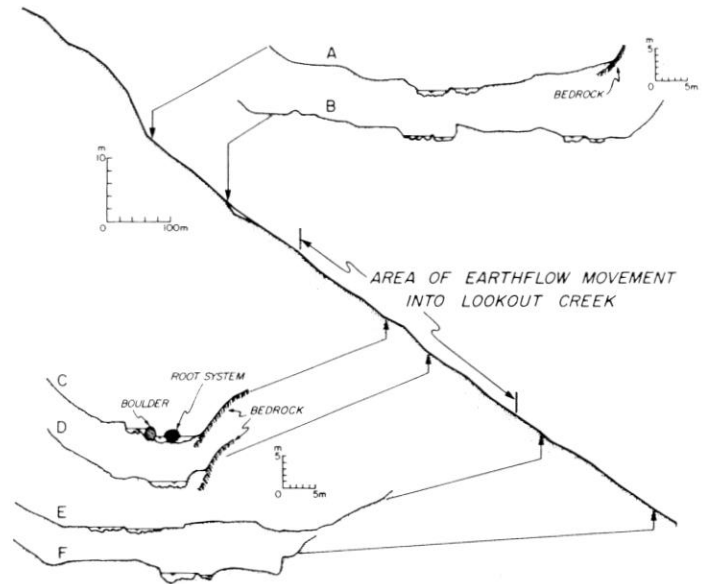 A
m
5
0
5m
BEDROCK
B
m
10
0
100m
AREA OF EARTHFLOW MOVEMENT
INTO LOOKOUT CREEK
C
ROOT SYSTEM
BOULDER
BEDROCK
D
m
5
0
5m
E
F